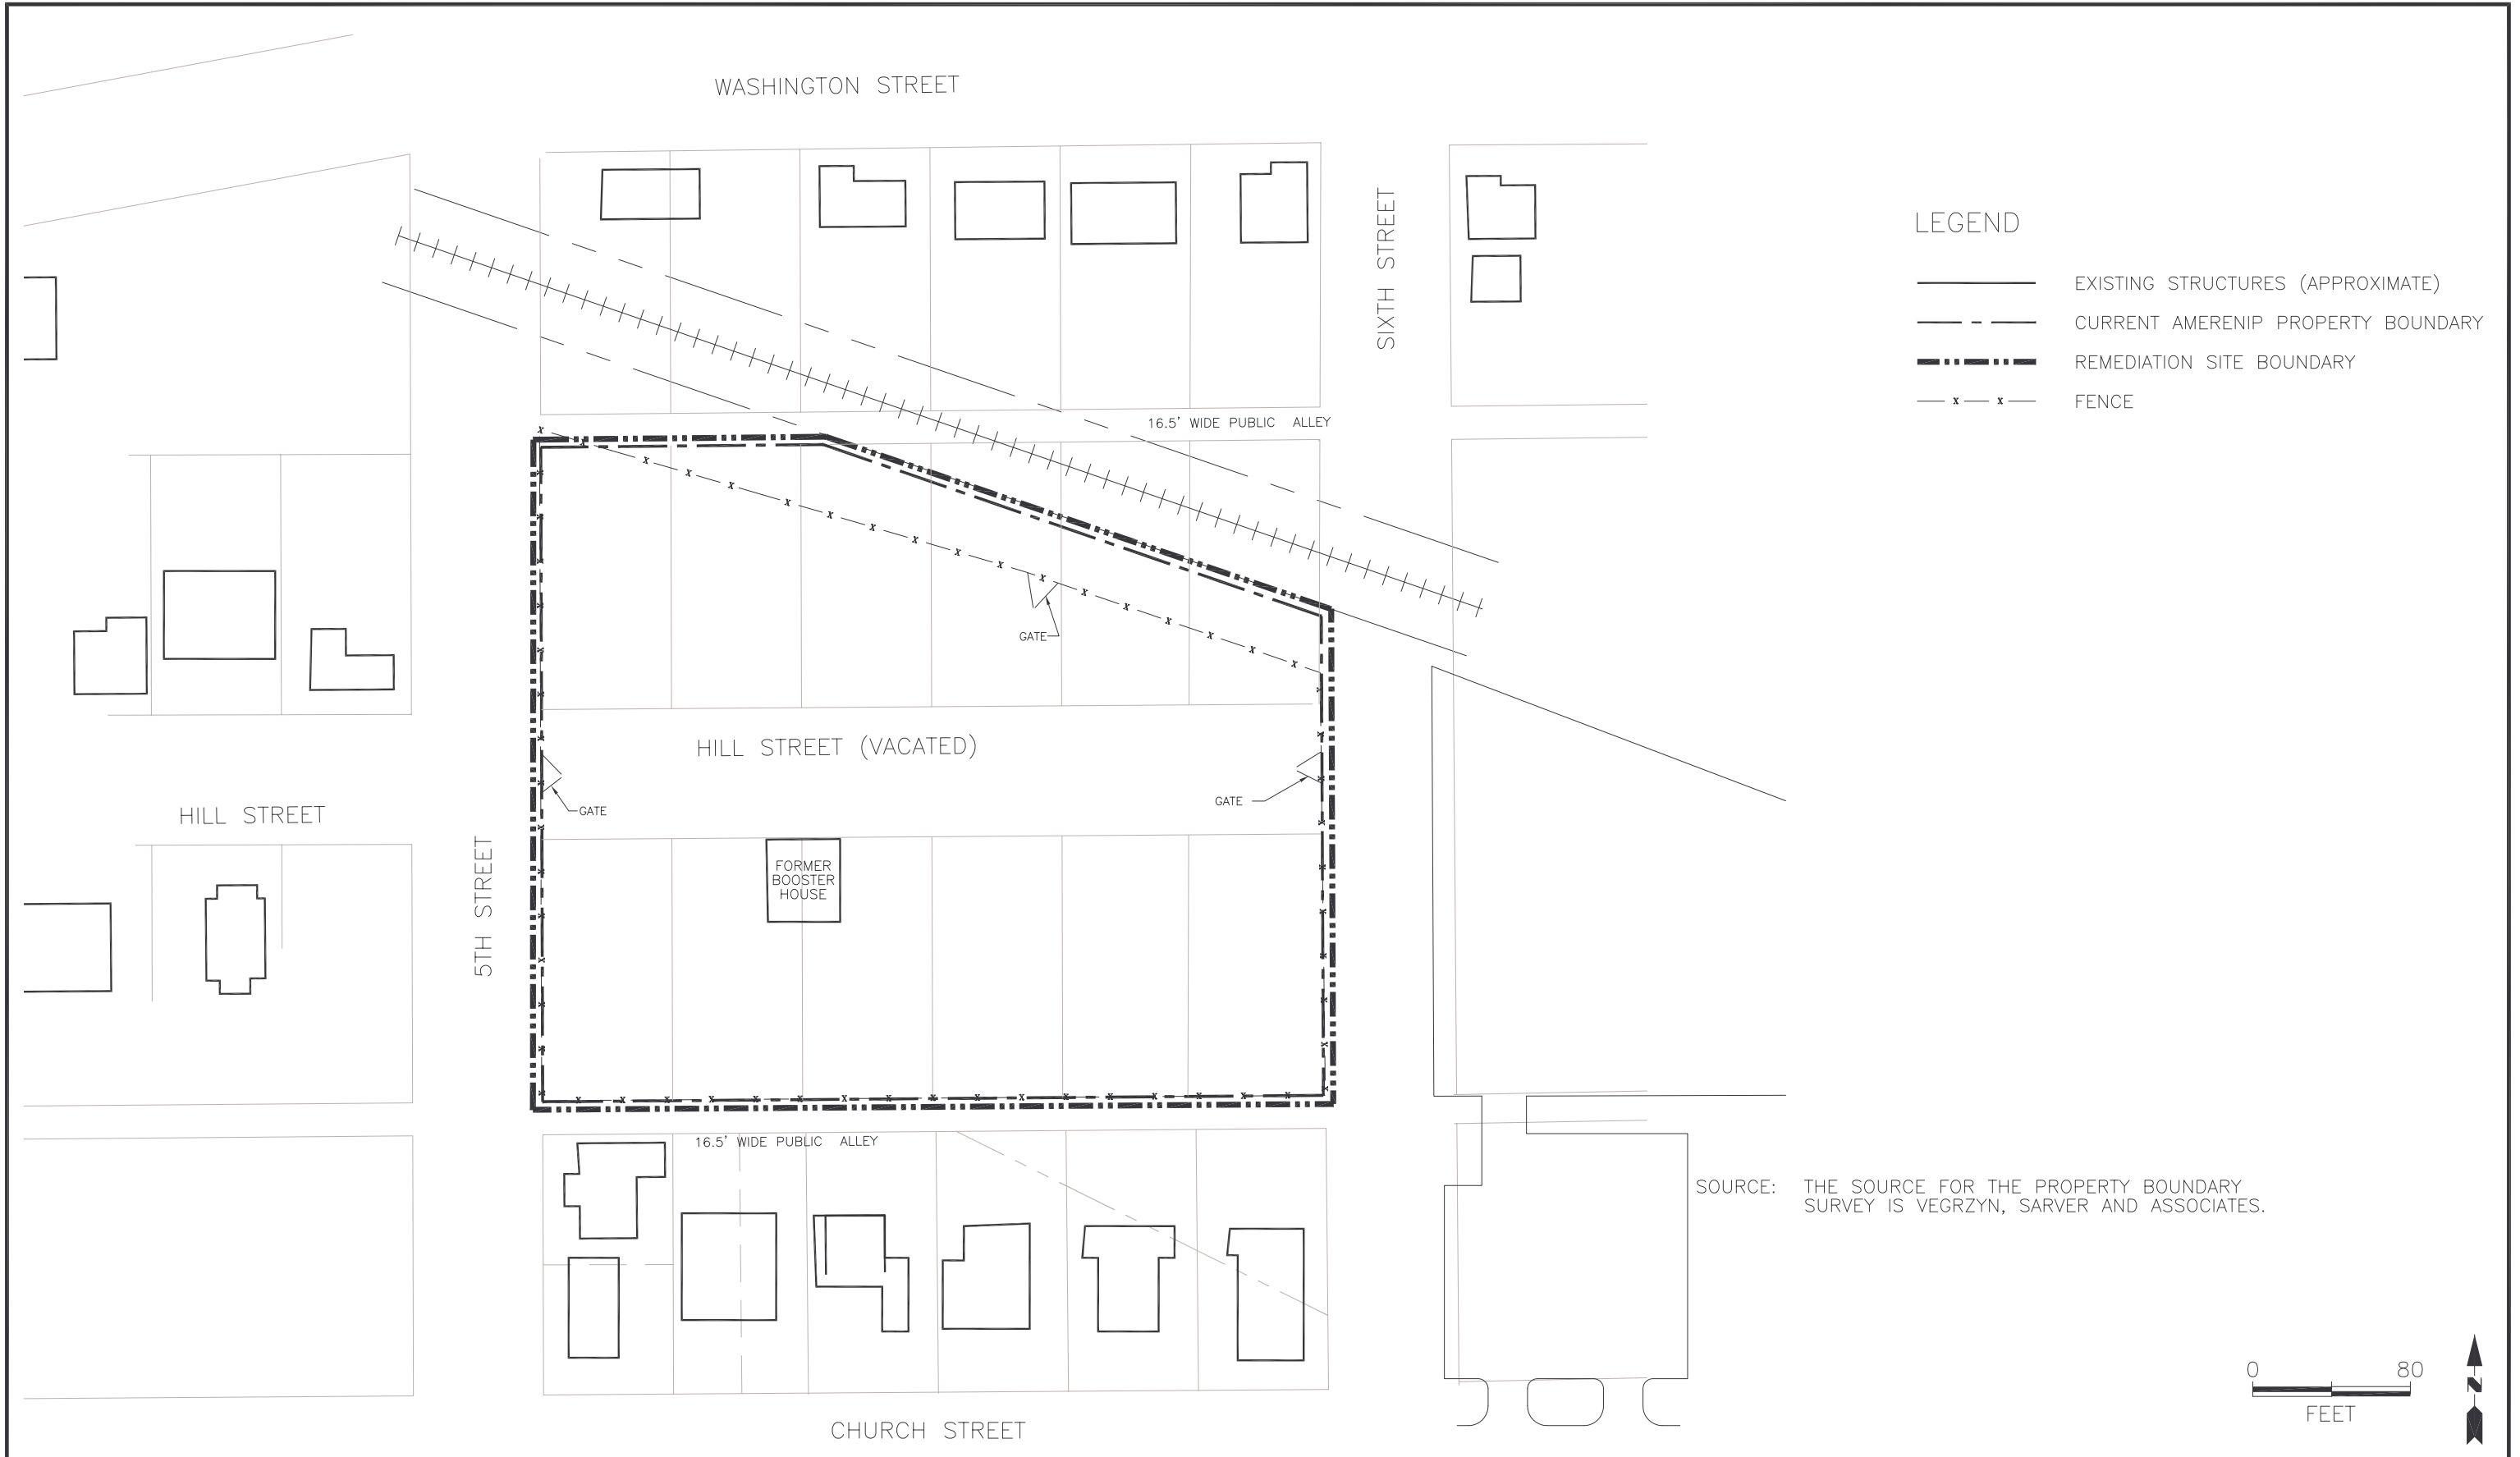 WASHINGTON STREET
SIXTH STREET
LEGEND
EXISTING STRUCTURES (APPROXIMATE)
CURRENT AMERENIP PROPERTY BOUNDARY
REMEDIATION SITE BOUNDARY
x x FENCE
16.5' WIDE PUBLIC ALLEY
GATE
HILL STREET (VACATED)
GATE
GATE
HILL STREET
5TH STREET
FORMER
BOOSTER
HOUSE
16.5' WIDE PUBLIC ALLEY
SOURCE: THE SOURCE FOR THE PROPERTY BOUNDARY
SURVEY IS VEGRZYN, SARVER AND ASSOCIATES.
CHURCH STREET
0 80
FEET
N